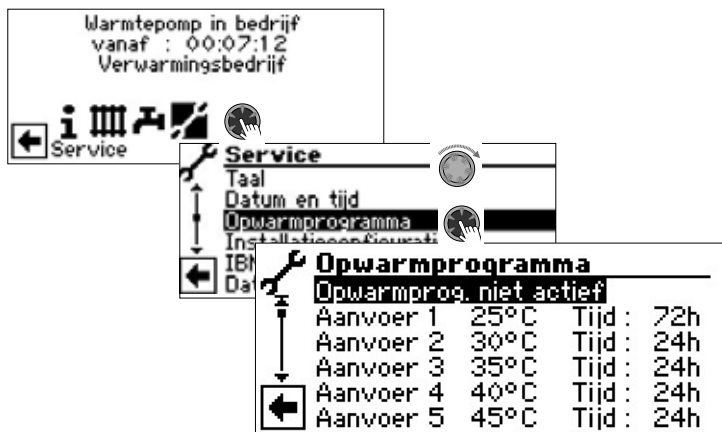 Warmtepomp in bedrijf
vanaf : 00:07:12
Verwarmingsbedrijf
Service
Service
Taal
Datum en tijd
Opwarmprogramma
Opwarmprogramma
Opwarmprog. niet actief
Aanvoer 1 25°C Tijd : 72h
Aanvoer 2 30°C Tijd : 24h
Aanvoer 3 35°C Tijd : 24h
Aanvoer 4 40°C Tijd : 24h
Aanvoer 5 45°C Tijd : 24h